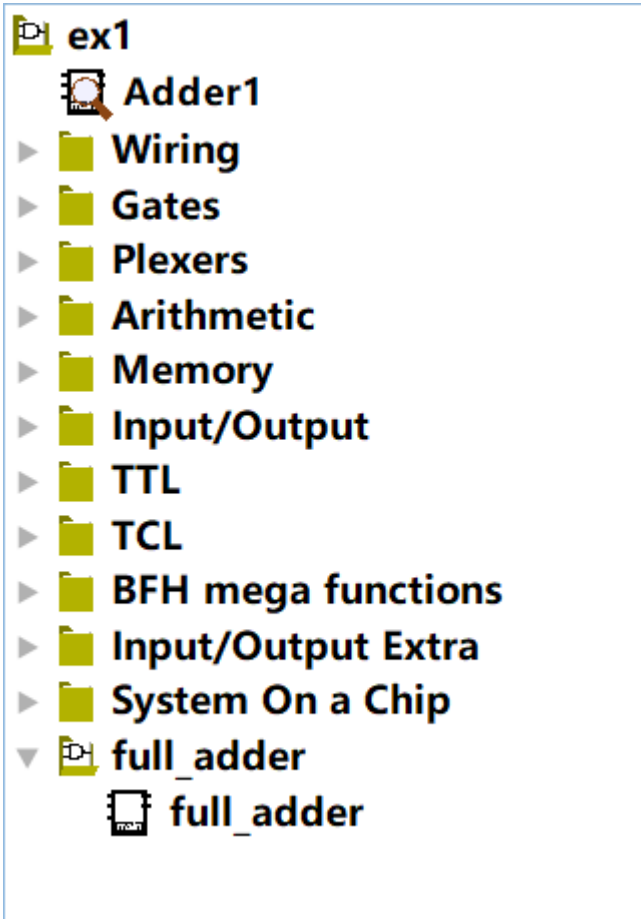 ex1
Adder1
Wiring
Gates
Plexers
Arithmetic
Memory
Input/Output
TTL
TCL
BFH mega functions
Input/Output Extra
System On a Chip
full_adder
main
full_adder